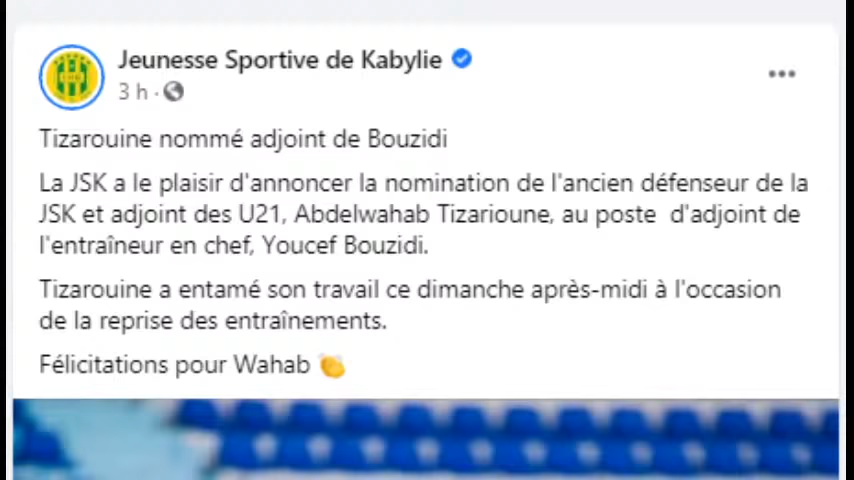 Jeunesse Sportive de Kabylie
3 h ·
Tizarouine nommé adjoint de Bouzidi
La JSK a le plaisir d'annoncer la nomination de l'ancien défenseur de la
JSK et adjoint des U21, Abdelwahab Tizarioune, au poste  d'adjoint de
l'entraîneur en chef, Youcef Bouzidi.
Tizarouine a entamé son travail ce dimanche après-midi à l'occasion
de la reprise des entraînements.
Félicitations pour Wahab 👏